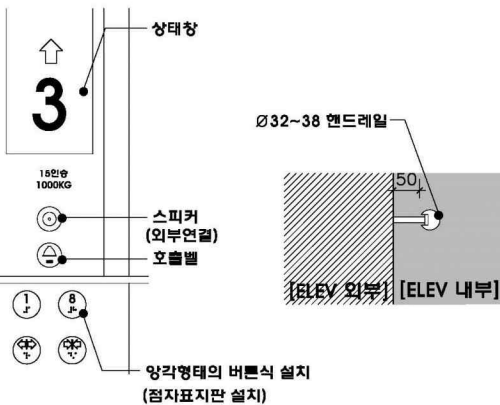 상태창
3
15인승
1000KG
스피커
(외부연결)
호출벨
1
8
양각형태의 버튼식 설치
(점자표지판 설치)
Ø32~38 핸드레일
50
[ELEV 외부]
[ELEV 내부]